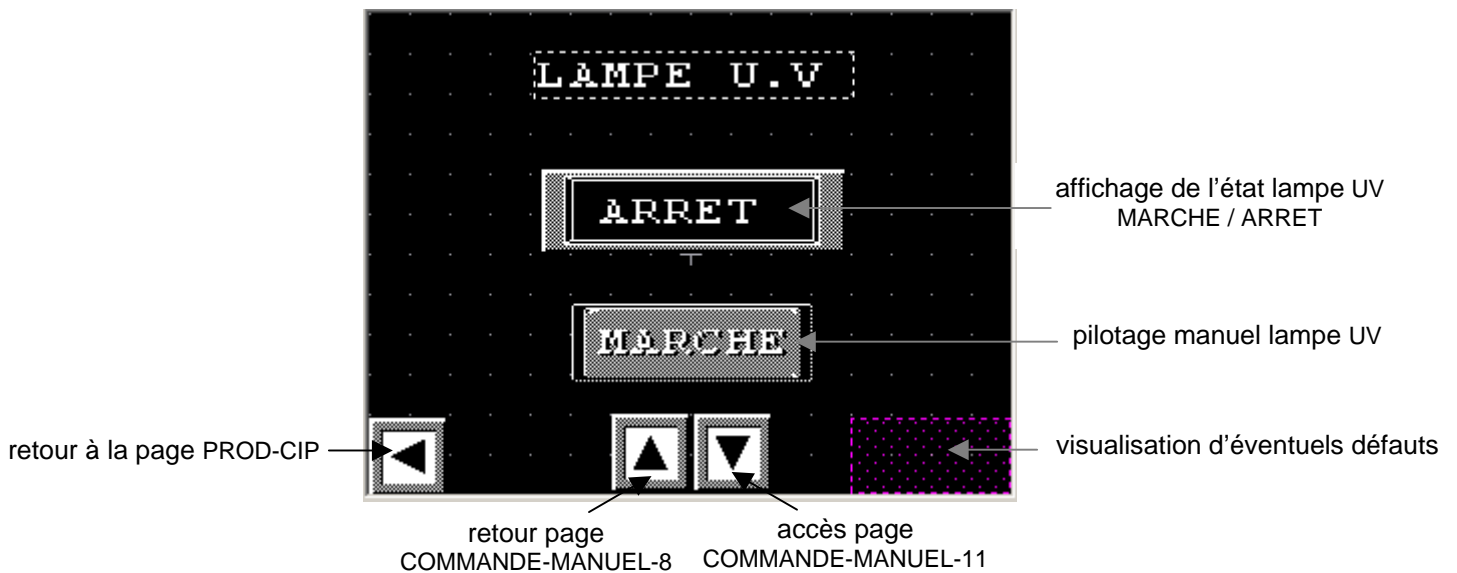 LAMPE U.V
ARRET
affichage de l’état lampe UV
MARCHE / ARRET
MARCHE
pilotage manuel lampe UV
retour à la page PROD-CIP
visualisation d’éventuels défauts
retour page
COMMANDE-MANUEL-8
accès page
COMMANDE-MANUEL-11